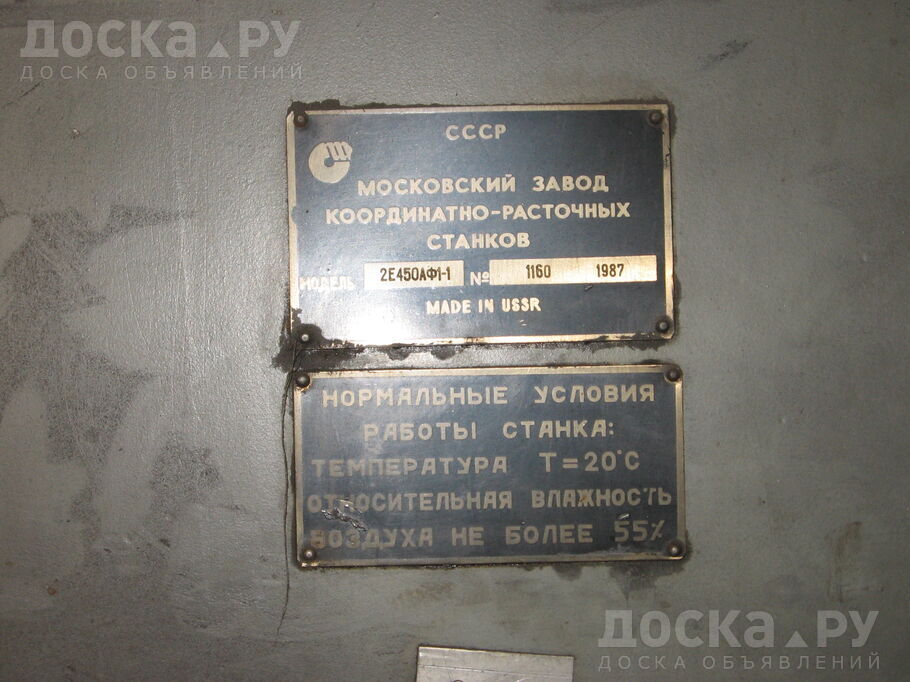 ДОСКА.РУ
ДОСКА ОБЪЯВЛЕНИЙ
СССР
МОСКОВСКИЙ ЗАВОД
КООРДИНАТНО-РАСТОЧНЫХ
СТАНКОВ
МОДЕЛЬ 2Е450АФ1-1 № 1160 1987
MADE IN USSR
НОРМАЛЬНЫЕ УСЛОВИЯ
РАБОТЫ СТАНКА:
ТЕМПЕРАТУРА Т=20°С
ОТНОСИТЕЛЬНАЯ ВЛАЖНОСТЬ
ВОЗДУХА НЕ БОЛЕЕ 55%
ДОСКА.РУ
ДОСКА ОБЪЯВЛЕНИЙ